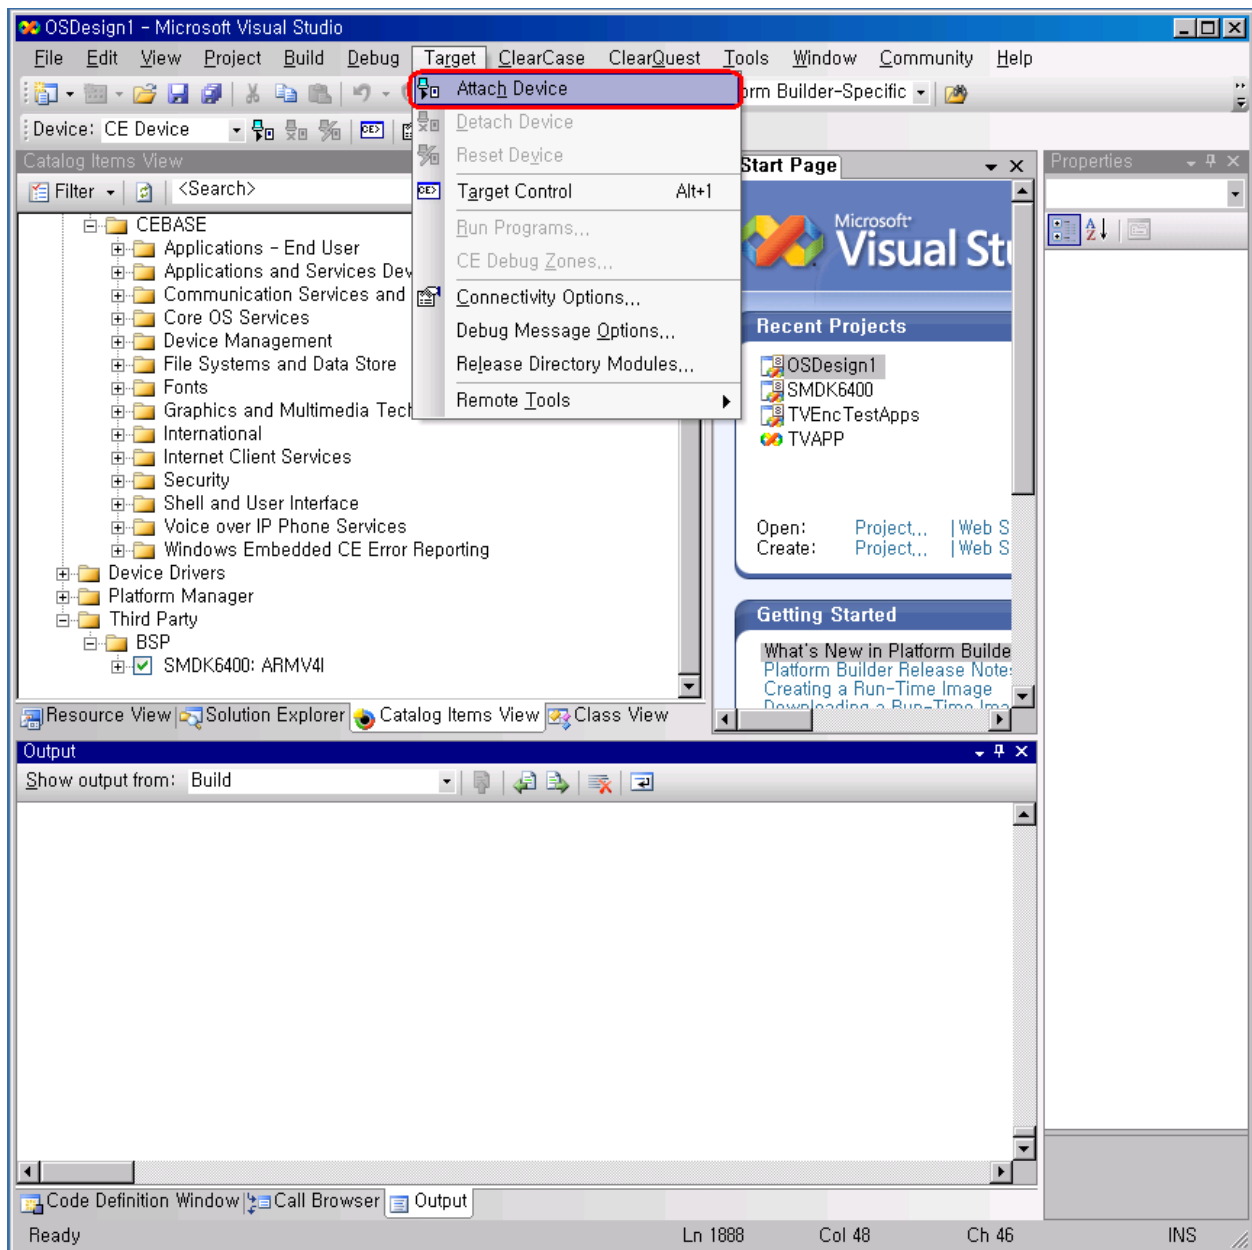 OSDesign1 - Microsoft Visual Studio
File Edit View Project Build Debug Target ClearCase ClearQuest Tools Window Community Help
Attach Device
Detach Device
Reset Device
Target Control Alt+1
Run Programs...
CE Debug Zones...
Connectivity Options...
Debug Message Options...
Release Directory Modules...
Remote Tools
Builder-Specific
Device: CE Device
Catalog Items View
Filter <Search>
CEBASE
Applications - End User
Applications and Services Dev
Communication Services and
Core OS Services
Device Management
File Systems and Data Store
Fonts
Graphics and Multimedia Tech
International
Internet Client Services
Security
Shell and User Interface
Voice over IP Phone Services
Windows Embedded CE Error Reporting
Device Drivers
Platform Manager
Third Party
BSP
SMDK6400: ARMV4I
Resource View Solution Explorer Catalog Items View Class View
Start Page
Microsoft
Visual St
Recent Projects
OSDesign1
SMDK6400
TVEncTestApps
TVAPP
Open: Project... | Web S
Create: Project... | Web S
Getting Started
What's New in Platform Builde
Platform Builder Release Notes
Creating a Run-Time Image
Downloading a Run-Time Ima
Properties
Output
Show output from: Build
Code Definition Window Call Browser Output
Ready Ln 1888 Col 48 Ch 46 INS